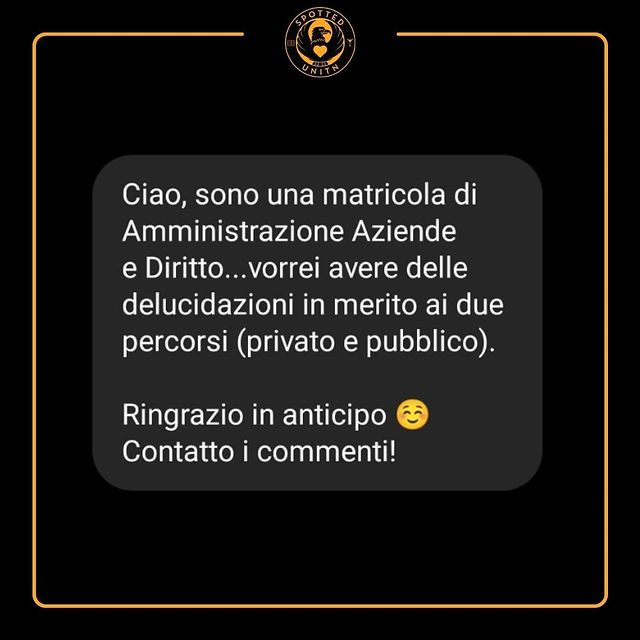 SPOTTED
UNITN
Ciao, sono una matricola di
Amministrazione Aziende
e Diritto...vorrei avere delle
delucidazioni in merito ai due
percorsi (privato e pubblico).
Ringrazio in anticipo ☺️
Contatto i commenti!